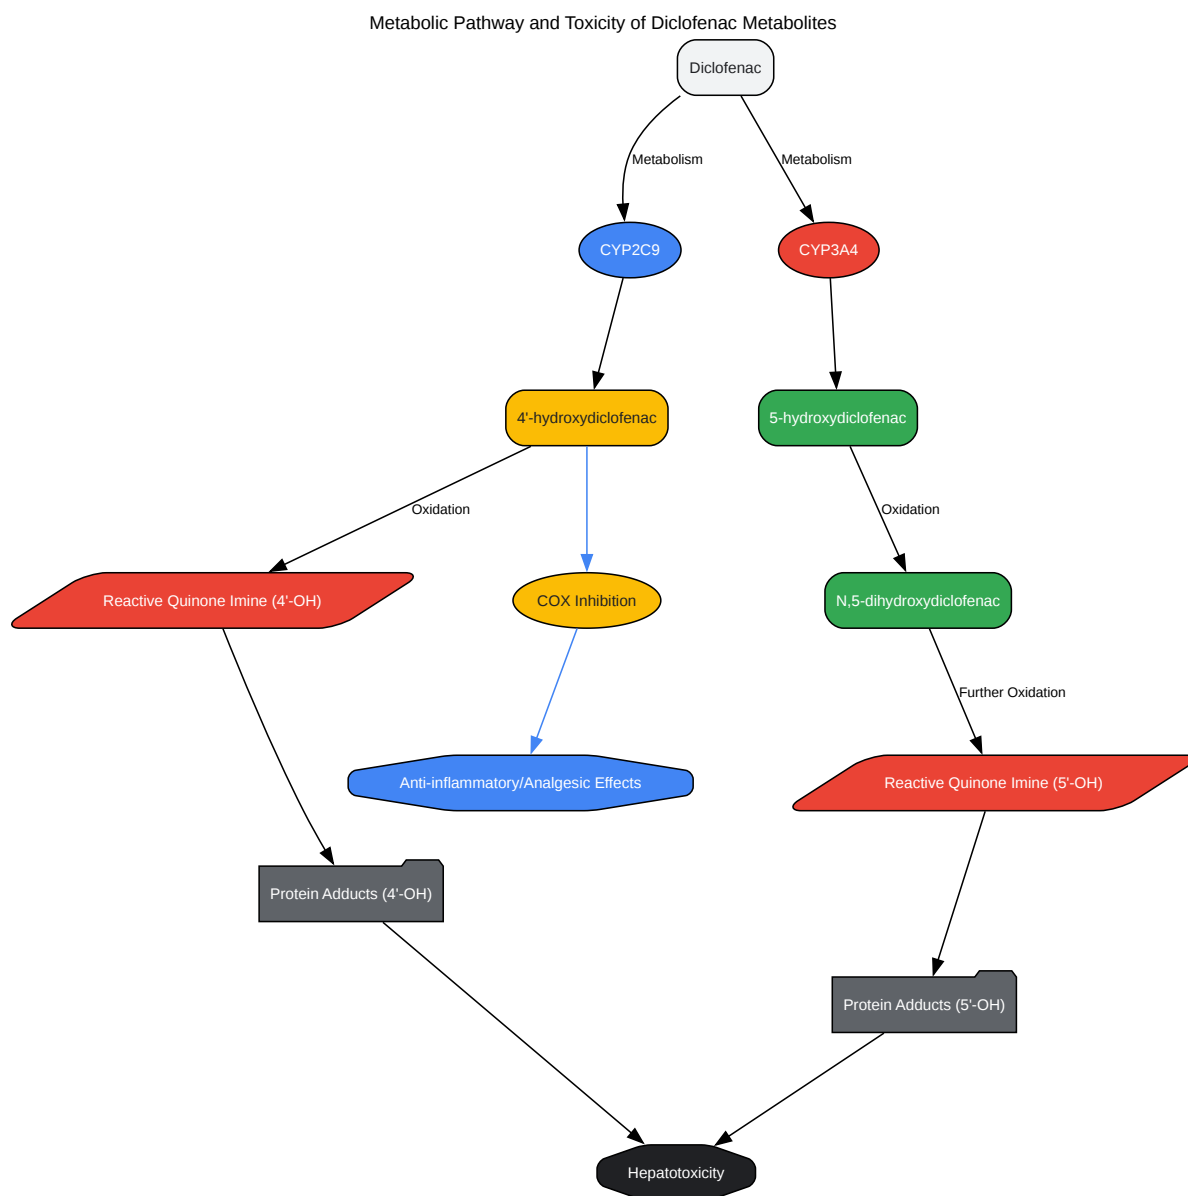 Metabolic Pathway and Toxicity of Diclofenac Metabolites
Diclofenac
Metabolism
Metabolism
CYP2C9
CYP3A4
4'-hydroxydiclofenac
5-hydroxydiclofenac
Oxidation
Oxidation
Reactive Quinone Imine (4'-OH)
COX Inhibition
N,5-dihydroxydiclofenac
Further Oxidation
Anti-inflammatory/Analgesic Effects
Reactive Quinone Imine (5'-OH)
Protein Adducts (4'-OH)
Protein Adducts (5'-OH)
Hepatotoxicity